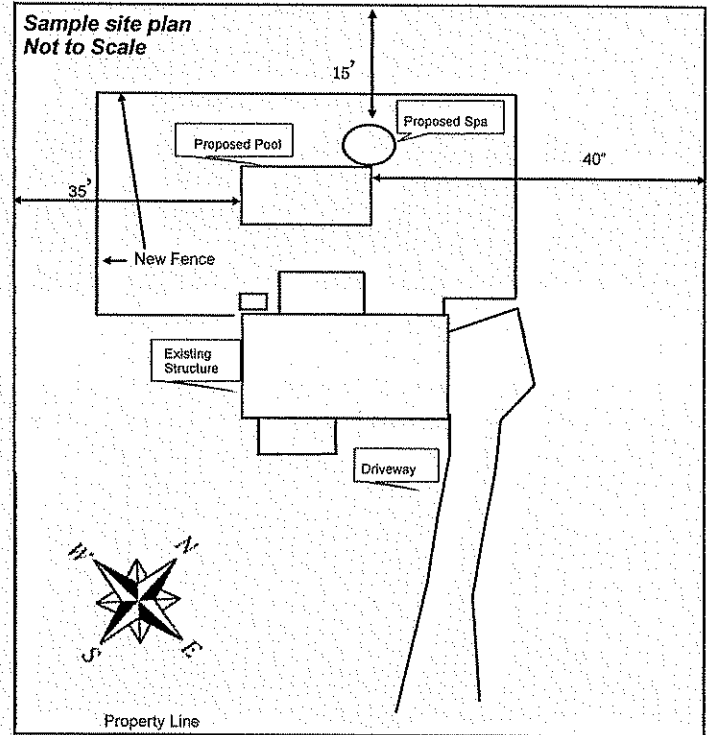 Sample site plan
Not to Scale
15'
Proposed Spa
Proposed Pool
40"
35'
New Fence
Existing
Structure
Driveway
W
N
S
E
Property Line